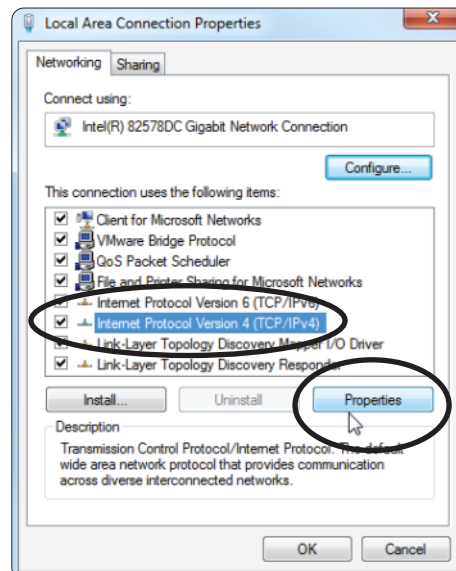 Local Area Connection Properties
Networking
Sharing
Connect using:
Intel(R) 82578DC Gigabit Network Connection
Configure...
This connection uses the following items:
Client for Microsoft Networks
VMware Bridge Protocol
QoS Packet Scheduler
File and Printer Sharing for Microsoft Networks
Internet Protocol Version 6 (TCP/IPv6)
Internet Protocol Version 4 (TCP/IPv4)
Link-Layer Topology Discovery Mapper I/O Driver
Link-Layer Topology Discovery Responder
Install...
Uninstall
Properties
Description
Transmission Control Protocol/Internet Protocol. The default
wide area network protocol that provides communication
across diverse interconnected networks.
OK
Cancel